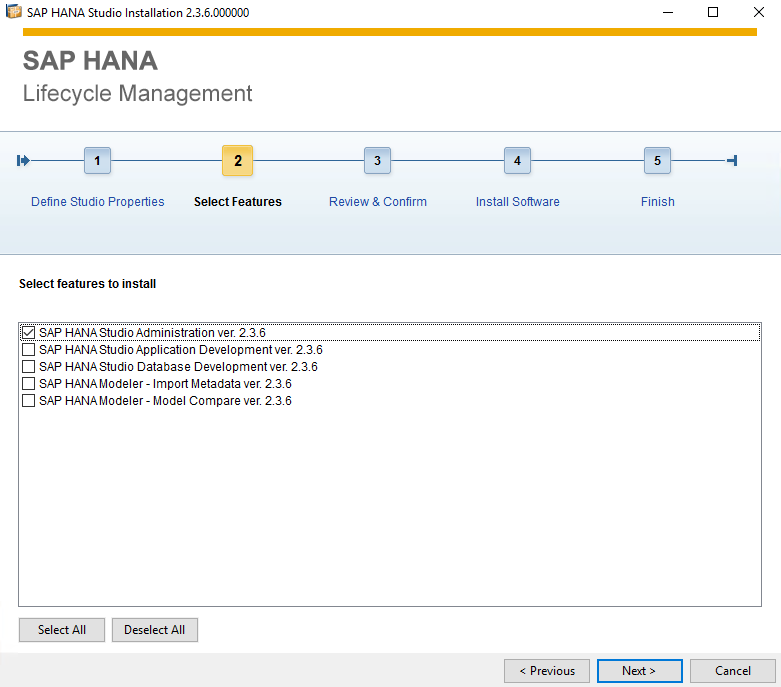 SAP HANA Studio Installation 2.3.6.000000
SAP HANA
Lifecycle Management
1 2 3 4 5
Define Studio Properties Select Features Review & Confirm Install Software Finish
Select features to install
SAP HANA Studio Administration ver. 2.3.6
SAP HANA Studio Application Development ver. 2.3.6
SAP HANA Studio Database Development ver. 2.3.6
SAP HANA Modeler - Import Metadata ver. 2.3.6
SAP HANA Modeler - Model Compare ver. 2.3.6
Select All Deselect All
< Previous Next > Cancel